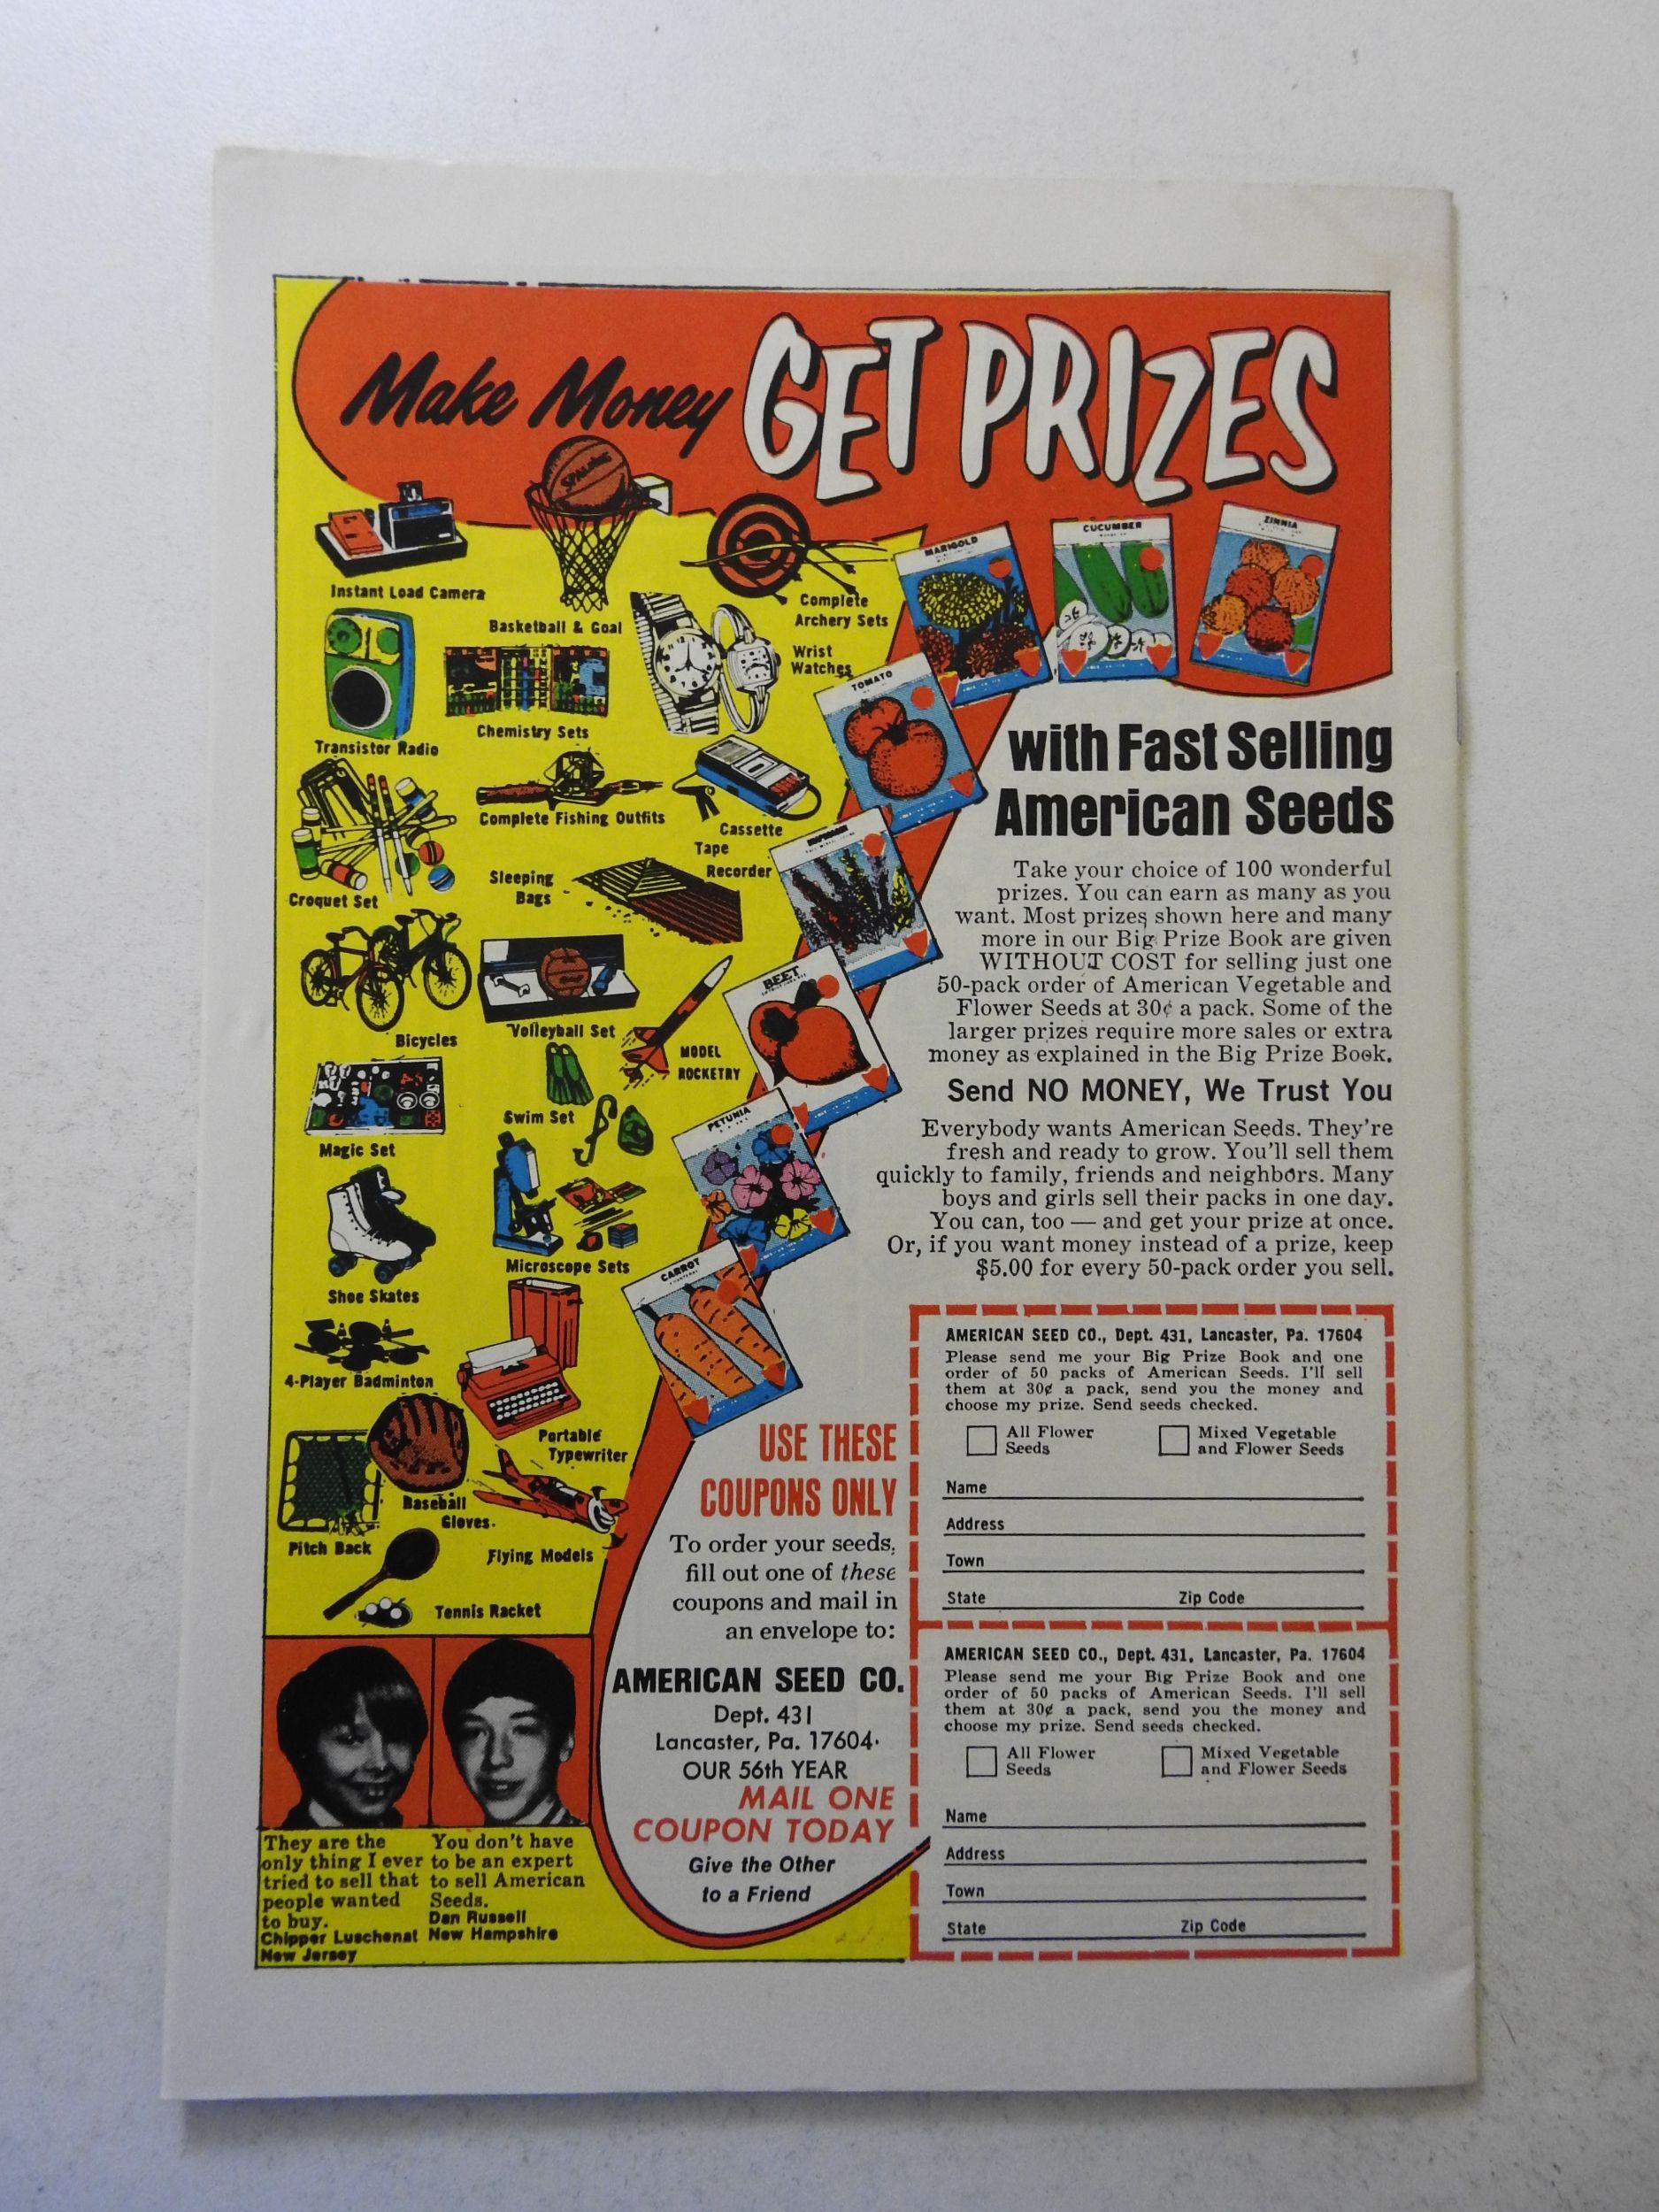 Make Money GET PRIZES
SPALDING
Instant Load Camera
Basketball & Goal
Complete
Archery Sets
Transistor Radio
Chemistry Sets
Wrist
Watches
Croquet Set
Complete Fishing Outfits
Cassette
Tape
Recorder
Sleeping
Bags
Bicycles
Volleyball Set
MODEL
ROCKETRY
Magic Set
Swim Set
Shoe Skates
Microscope Sets
4-Player Badminton
Portable
Typewriter
Pitch Back
Baseball
Gloves
Flying Models
Tennis Racket
MARIGOLD
CUCUMBER
ZINNIA
TOMATO
BEET
PETUNIA
CARROT
with Fast Selling
American Seeds
Take your choice of 100 wonderful
prizes. You can earn as many as you
want. Most prizes shown here and many
more in our Big Prize Book are given
WITHOUT COST for selling just one
50-pack order of American Vegetable and
Flower Seeds at 30¢ a pack. Some of the
larger prizes require more sales or extra
money as explained in the Big Prize Book.
Send NO MONEY, We Trust You
Everybody wants American Seeds. They're
fresh and ready to grow. You'll sell them
quickly to family, friends and neighbors. Many
boys and girls sell their packs in one day.
You can, too — and get your prize at once.
Or, if you want money instead of a prize, keep
$5.00 for every 50-pack order you sell.
USE THESE
COUPONS ONLY
To order your seeds,
fill out one of these
coupons and mail in
an envelope to:
AMERICAN SEED CO.
Dept. 431
Lancaster, Pa. 17604
OUR 56th YEAR
MAIL ONE
COUPON TODAY
Give the Other
to a Friend
AMERICAN SEED CO., Dept. 431, Lancaster, Pa. 17604
Please send me your Big Prize Book and one
order of 50 packs of American Seeds. I'll sell
them at 30¢ a pack, send you the money and
choose my prize. Send seeds checked.
All Flower
Seeds
Mixed Vegetable
and Flower Seeds
Name
Address
Town
State Zip Code
AMERICAN SEED CO., Dept. 431, Lancaster, Pa. 17604
Please send me your Big Prize Book and one
order of 50 packs of American Seeds. I'll sell
them at 30¢ a pack, send you the money and
choose my prize. Send seeds checked.
All Flower
Seeds
Mixed Vegetable
and Flower Seeds
Name
Address
Town
State Zip Code
They are the
only thing I ever
tried to sell that
people wanted
to buy.
Chipper Luschenat
New Jersey
You don't have
to be an expert
to sell American
Seeds.
Dan Russell
New Hampshire